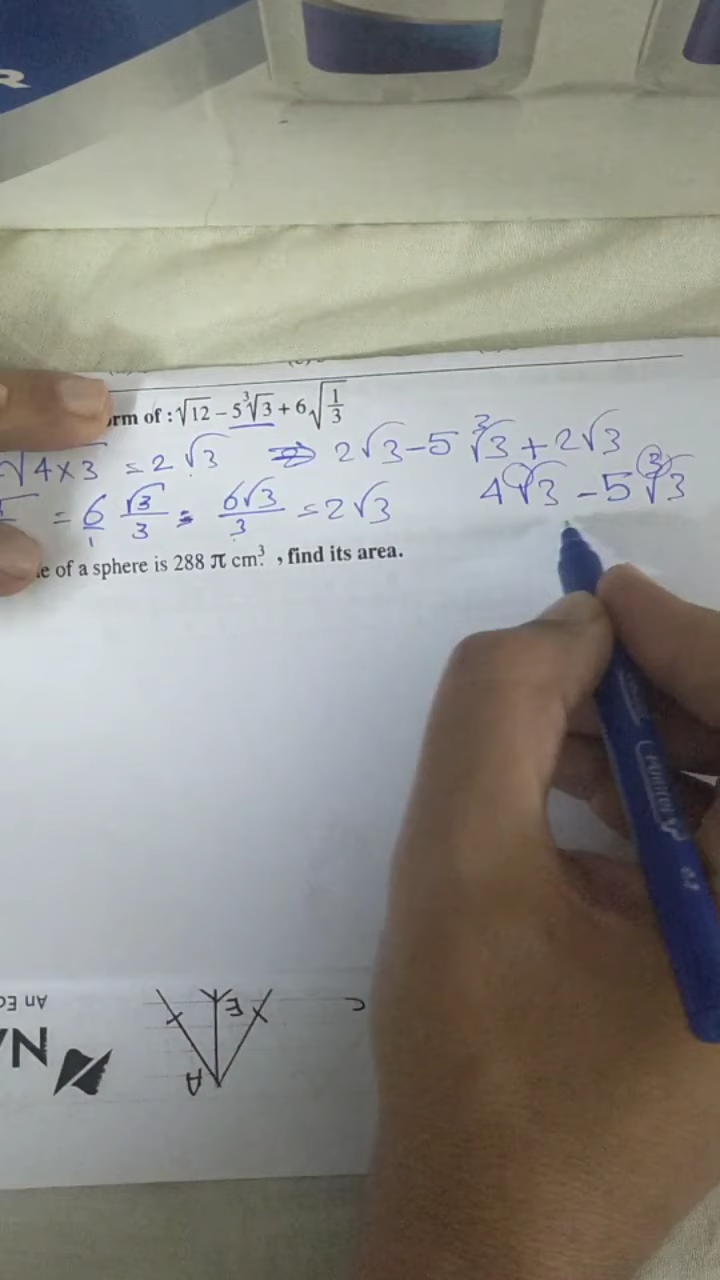 rm of : √12 − 5∛3 + 6√(1/3)
√4×3 = 2√3 ⇒ 2√3 − 5∛3 + 2√3
= 6 √3/3 = 6√3/3 = 2√3 4√3 − 5∛3
e of a sphere is 288 π cm³ , find its area.
E
A
C
An Ed
N